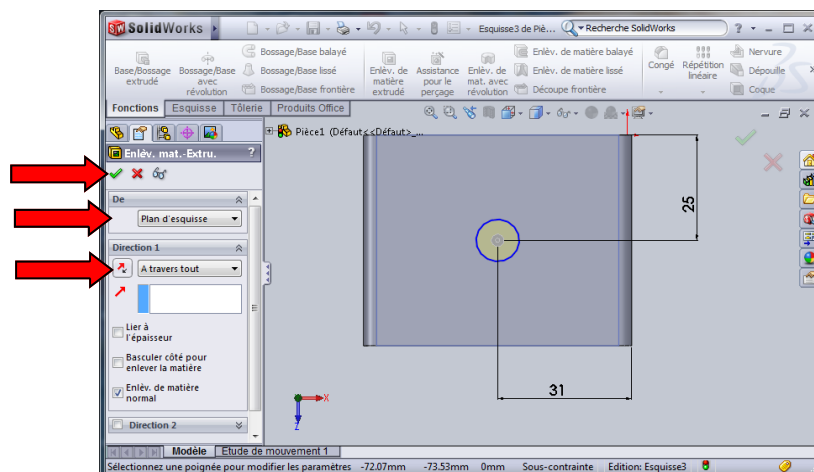 SolidWorks
Esquisse3 de Piè...
Recherche SolidWorks
?
Base/Bossage extrudé
Bossage/Base avec révolution
Bossage/Base balayé
Bossage/Base lissé
Bossage/Base frontière
Enlèv. de matière extrudé
Assistance pour le perçage
Enlèv. de mat. avec révolution
Enlèv. de matière balayé
Enlèv. de matière lissé
Découpe frontière
Congé
Répétition linéaire
Nervure
Dépouille
Coque
Fonctions
Esquisse
Tôlerie
Produits Office
Pièce1 (Défaut<<Défaut>_...
Enlèv. mat.-Extru.
?
De
Plan d'esquisse
Direction 1
A travers tout
Lier à
l'épaisseur
Basculer côté pour
enlever la matière
Enlèv. de matière
normal
Direction 2
25
31
X
Z
Modèle
Etude de mouvement 1
Sélectionnez une poignée pour modifier les paramètres -72.07mm -73.53mm 0mm Sous-contrainte Edition: Esquisse3